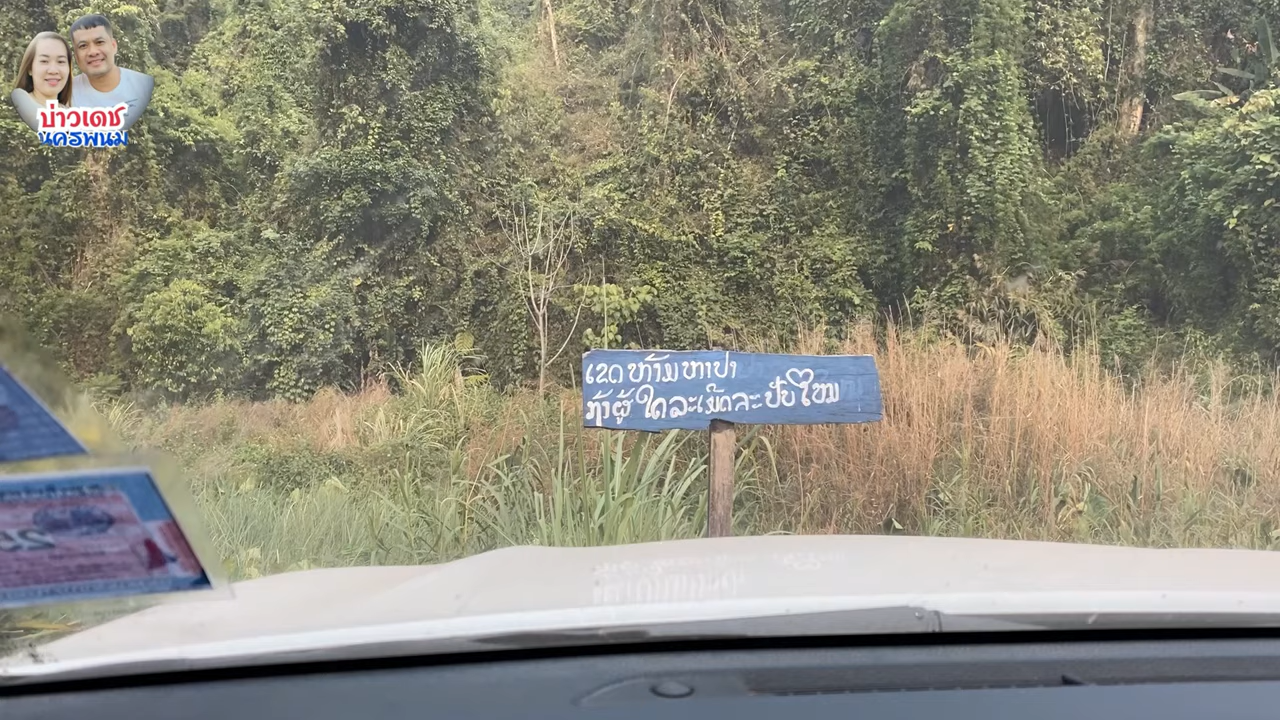 บ่าวเดช
นครพนม
ເຂດຫ້າມຫາປາ
ຖ້າຜູ້ໃດລະເມີດລະປັບໄໝ
25